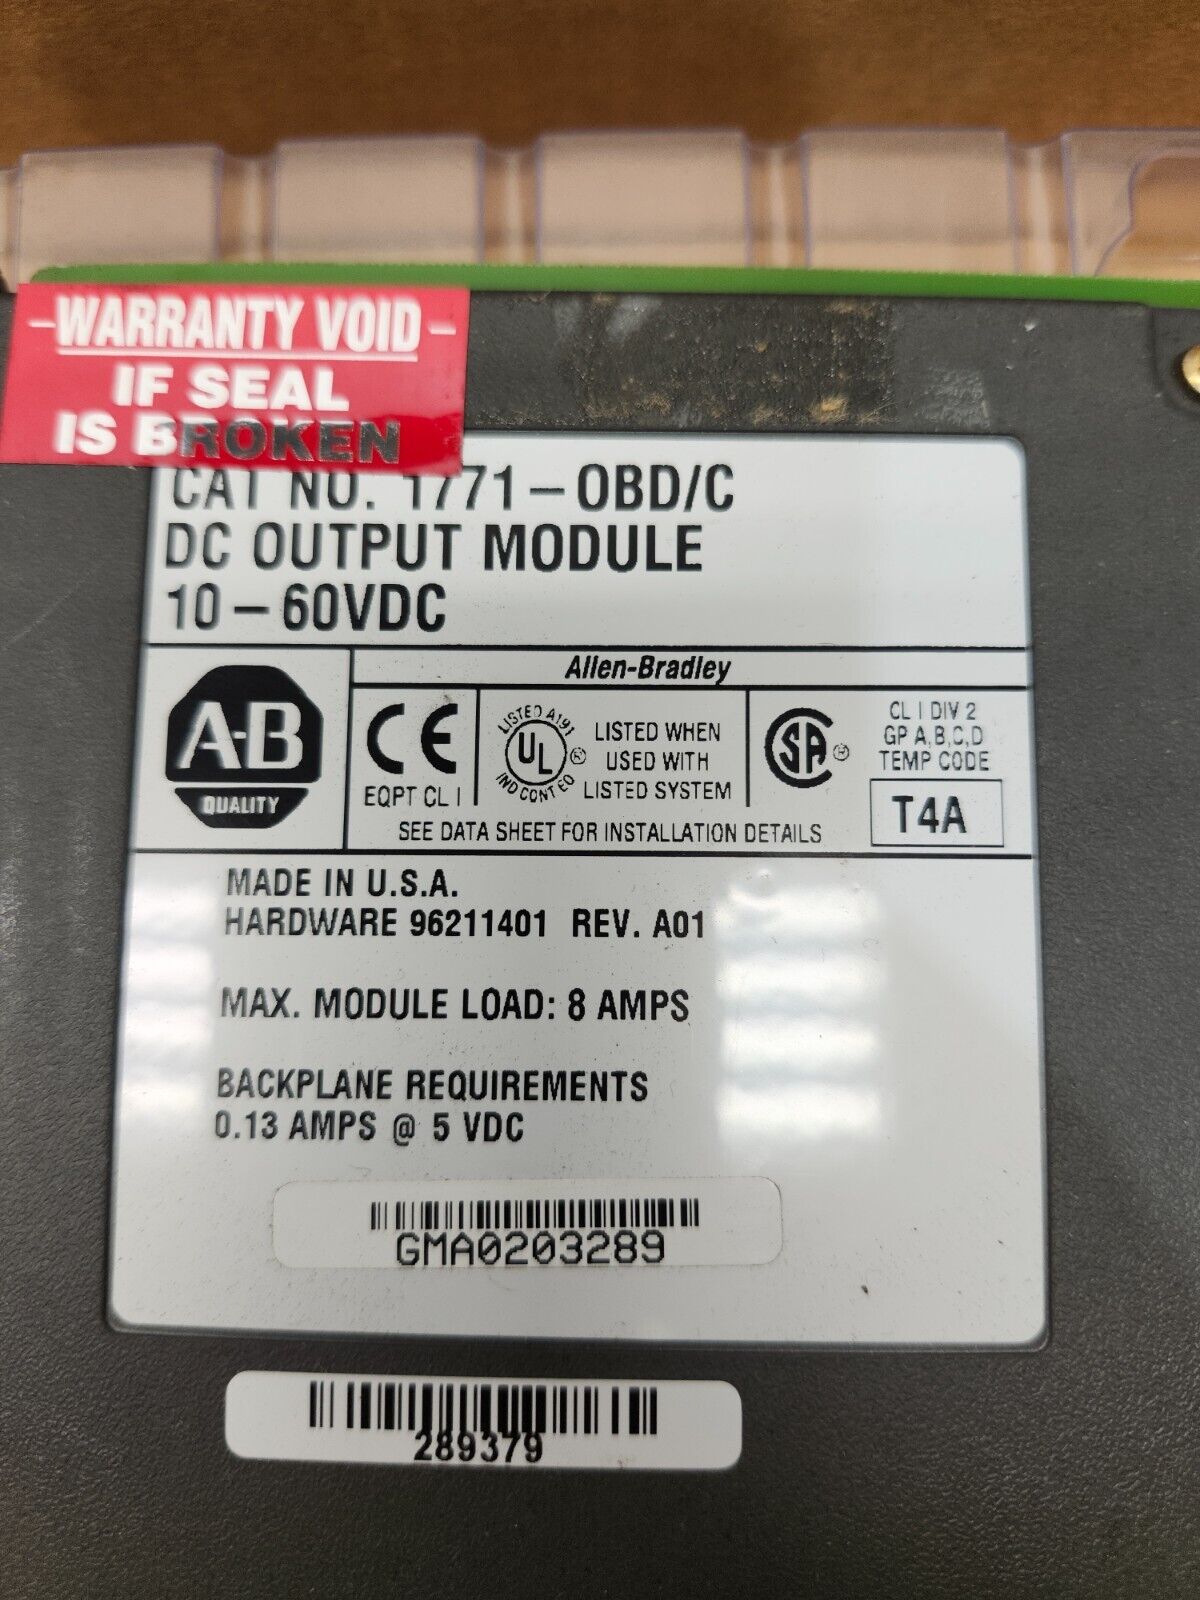 -WARRANTY VOID-
IF SEAL
IS BROKEN
CAT NO. 1771-OBD/C
DC OUTPUT MODULE
10-60VDC
Allen-Bradley
A-B
QUALITY
CE
EQPT CL I
LISTED A191
UL ®
IND CONT EQ
LISTED WHEN
USED WITH
LISTED SYSTEM
SA ®
CL I DIV 2
GP A,B,C,D
TEMP CODE
T4A
SEE DATA SHEET FOR INSTALLATION DETAILS
MADE IN U.S.A.
HARDWARE 96211401 REV. A01
MAX. MODULE LOAD: 8 AMPS
BACKPLANE REQUIREMENTS
0.13 AMPS @ 5 VDC
GMA0203289
289379